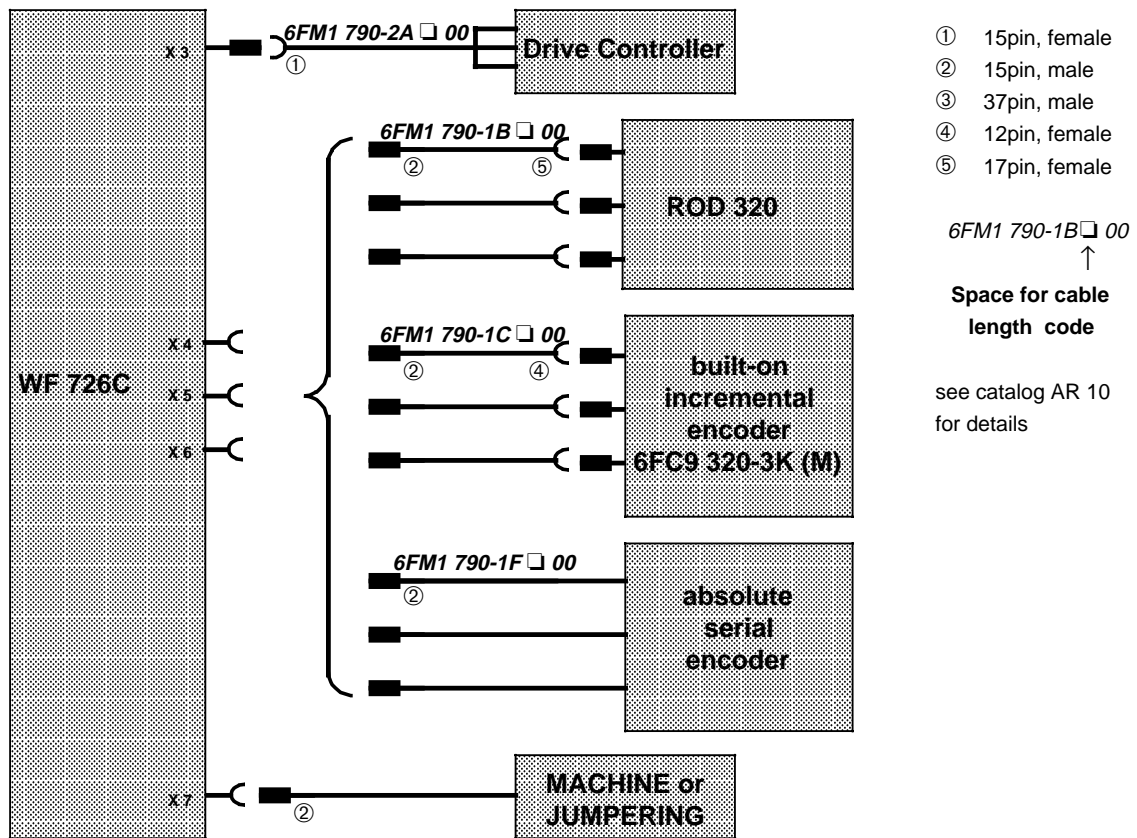 6FM1 790-2A ❏ 00
X 3
①
Drive Controller
6FM1 790-1B ❏ 00
②
⑤
ROD 320
X 4
X 5
X 6
WF 726C
6FM1 790-1C ❏ 00
②
④
built-on
incremental
encoder
6FC9 320-3K (M)
6FM1 790-1F ❏ 00
②
absolute
serial
encoder
X 7
②
MACHINE or
JUMPERING
① 15pin, female
② 15pin, male
③ 37pin, male
④ 12pin, female
⑤ 17pin, female
6FM1 790-1B❏ 00
↑
Space for cable
length code
see catalog AR 10
for details